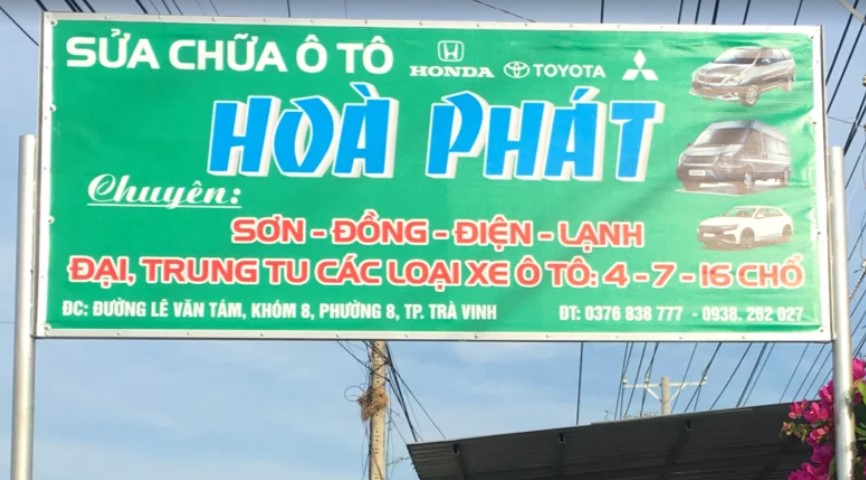 SỬA CHỮA Ô TÔ HONDA TOYOTA
HOÀ PHÁT
Chuyên:
SƠN - ĐỒNG - ĐIỆN - LẠNH
ĐẠI, TRUNG TU CÁC LOẠI XE Ô TÔ: 4 - 7 - 16 CHỔ
ĐC: ĐƯỜNG LÊ VĂN TÁM, KHÓM 8, PHƯỜNG 8, TP. TRÀ VINH ĐT: 0376 838 777 - 0938. 262 027